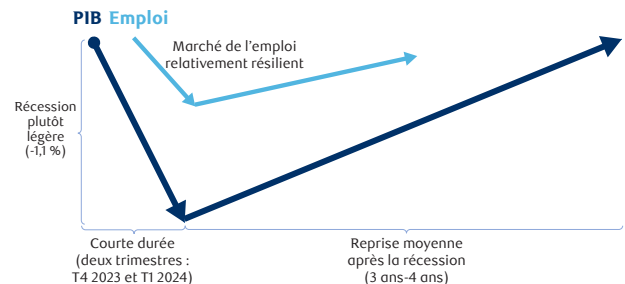 PIB Emploi
Marché de l'emploi
relativement résilient
Récession
plutôt
légère
(-1,1 %)
Courte durée
(deux trimestres :
T4 2023 et T1 2024)
Reprise moyenne
après la récession
(3 ans-4 ans)